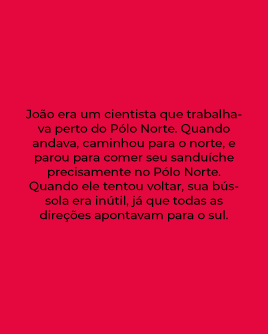 João era um cientista que trabalha-
va perto do Pólo Norte. Quando
andava, caminhou para o norte, e
parou para comer seu sanduíche
precisamente no Pólo Norte.
Quando ele tentou voltar, sua bús-
sola era inútil, já que todas as
direções apontavam para o sul.